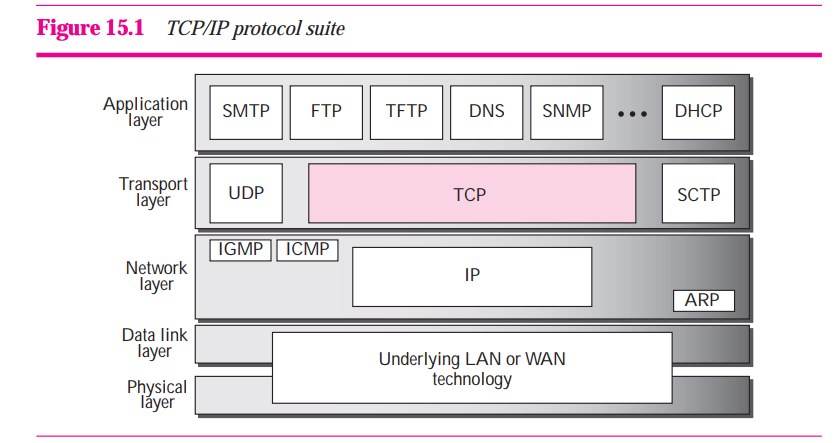 Figure 15.1 TCP/IP protocol suite
Application
layer
SMTP FTP TFTP DNS SNMP ••• DHCP
Transport
layer
UDP TCP SCTP
IGMP ICMP
Network
layer
IP
ARP
Data link
layer
Underlying LAN or WAN
technology
Physical
layer